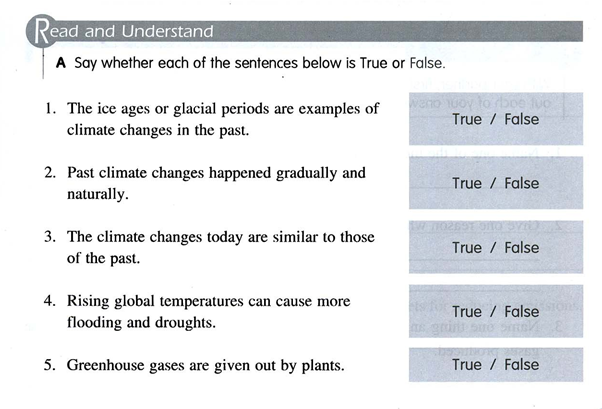 Read and Understand
A Say whether each of the sentences below is True or False.
1. The ice ages or glacial periods are examples of
climate changes in the past.
True / False
2. Past climate changes happened gradually and
naturally.
True / False
3. The climate changes today are similar to those
of the past.
True / False
4. Rising global temperatures can cause more
flooding and droughts.
True / False
5. Greenhouse gases are given out by plants.
True / False